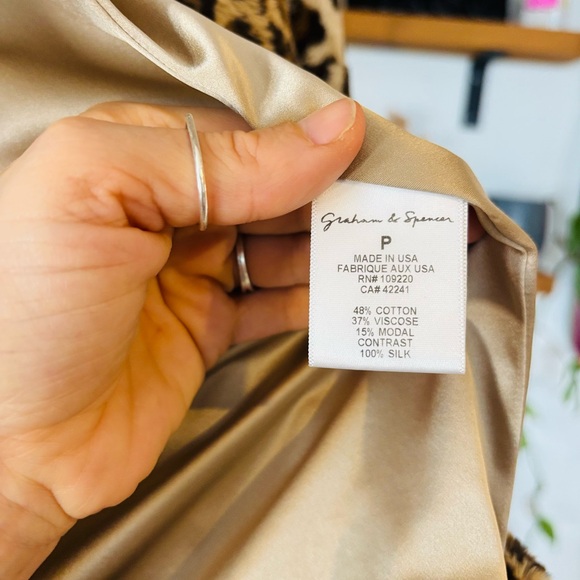 Graham & Spencer
P
MADE IN USA
FABRIQUE AUX USA
RN# 109220
CA# 42241
48% COTTON
37% VISCOSE
15% MODAL
CONTRAST
100% SILK